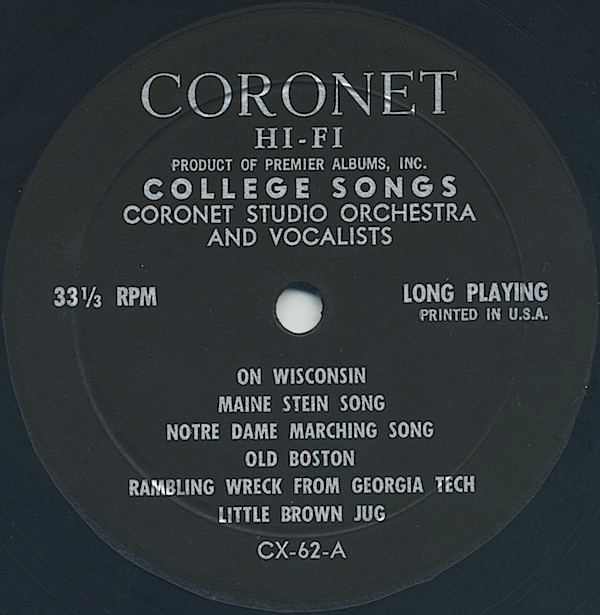 CORONET
HI-FI
PRODUCT OF PREMIER ALBUMS, INC.
COLLEGE SONGS
CORONET STUDIO ORCHESTRA
AND VOCALISTS
33⅓ RPM
LONG PLAYING
PRINTED IN U.S.A.
ON WISCONSIN
MAINE STEIN SONG
NOTRE DAME MARCHING SONG
OLD BOSTON
RAMBLING WRECK FROM GEORGIA TECH
LITTLE BROWN JUG
CX-62-A